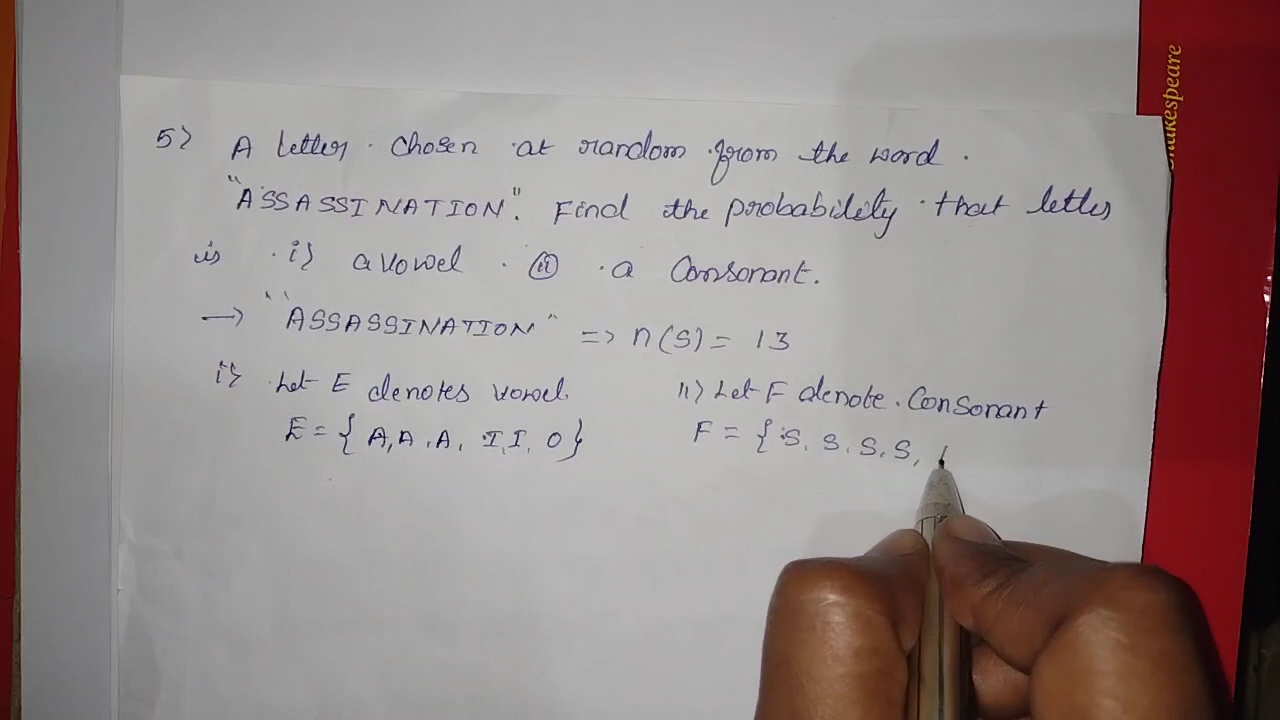 5) A letter chosen at random from the word
"ASSASSINATION". Find the probability that letter
is i) a vowel (ii) a consonant.
→ "ASSASSINATION" => n(S) = 13
i) Let E denotes vowel. ii) Let F denote Consonant
E = { A, A, A, I, I, O} F = { S, S, S, S,
Shakespeare